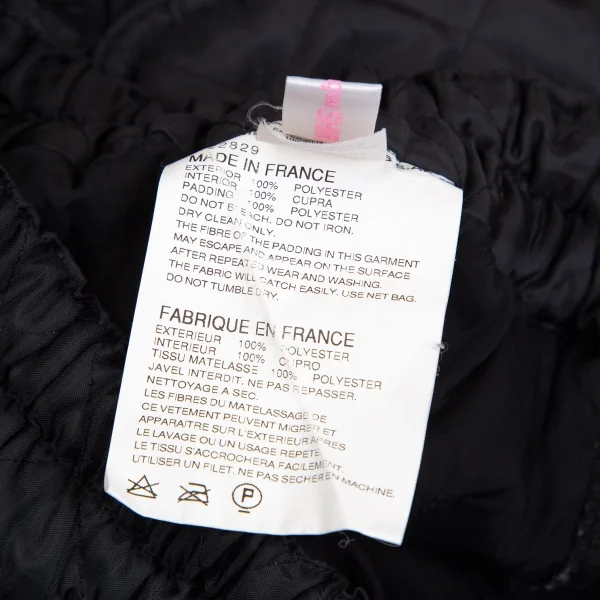 2829
MADE IN FRANCE
EXTERIOR 100% POLYESTER
INTERIOR 100% CUPRA
PADDING 100% POLYESTER
DO NOT BLEACH. DO NOT IRON.
DRY CLEAN ONLY.
THE FIBRE OF THE PADDING IN THIS GARMENT
MAY ESCAPE AND APPEAR ON THE SURFACE
AFTER REPEATED WEAR AND WASHING.
THE FABRIC WILL CATCH EASILY. USE NET BAG.
DO NOT TUMBLE DRY.
FABRIQUE EN FRANCE
EXTERIEUR 100% POLYESTER
INTERIEUR 100% CUPRO
TISSU MATELASSE 100% POLYESTER
JAVEL INTERDIT. NE PAS REPASSER.
NETTOYAGE A SEC.
LES FIBRES DU MATELASSAGE DE
CE VETEMENT PEUVENT MIGRER ET
APPARAITRE SUR L'EXTERIEUR APRES
LE LAVAGE OU UN USAGE REPETE.
LE TISSU S'ACCROCHERA FACILEMENT.
UTILISER UN FILET. NE PAS SECHER EN MACHINE.
P